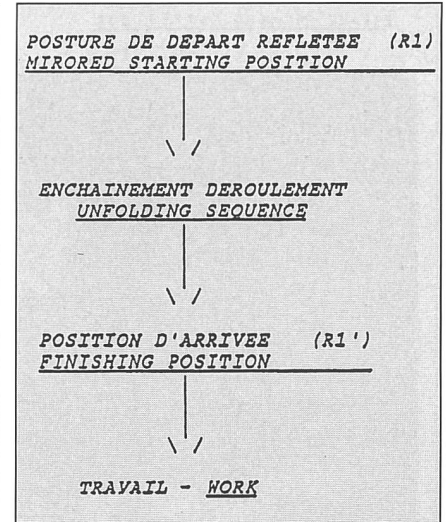 POSTURE DE DEPART REFLETEE (R1)
MIRORED STARTING POSITION
ENCHAINEMENT DEROULEMENT
UNFOLDING SEQUENCE
POSITION D'ARRIVEE (R1')
FINISHING POSITION
TRAVAIL - WORK